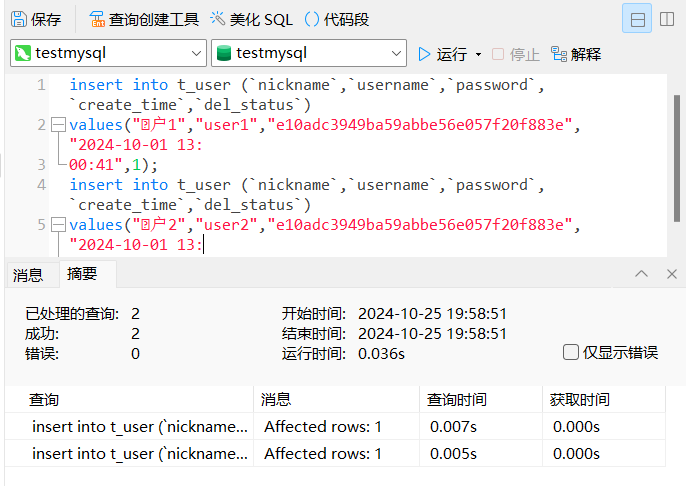 保存 查询创建工具 美化 SQL 代码段
testmysql testmysql 运行 停止 解释
1 insert into t_user (`nickname`,`username`,`password`,
`create_time`,`del_status`)
2 values("⽤户1","user1","e10adc3949ba59abbe56e057f20f883e",
"2024-10-01 13:
3 00:41",1);
4 insert into t_user (`nickname`,`username`,`password`,
`create_time`,`del_status`)
5 values("⽤户2","user2","e10adc3949ba59abbe56e057f20f883e",
"2024-10-01 13:
消息 摘要
已处理的查询: 2 开始时间: 2024-10-25 19:58:51
成功: 2 结束时间: 2024-10-25 19:58:51
错误: 0 运行时间: 0.036s 仅显示错误
查询 消息 查询时间 获取时间
insert into t_user (`nickname... Affected rows: 1 0.007s 0.000s
insert into t_user (`nickname... Affected rows: 1 0.005s 0.000s